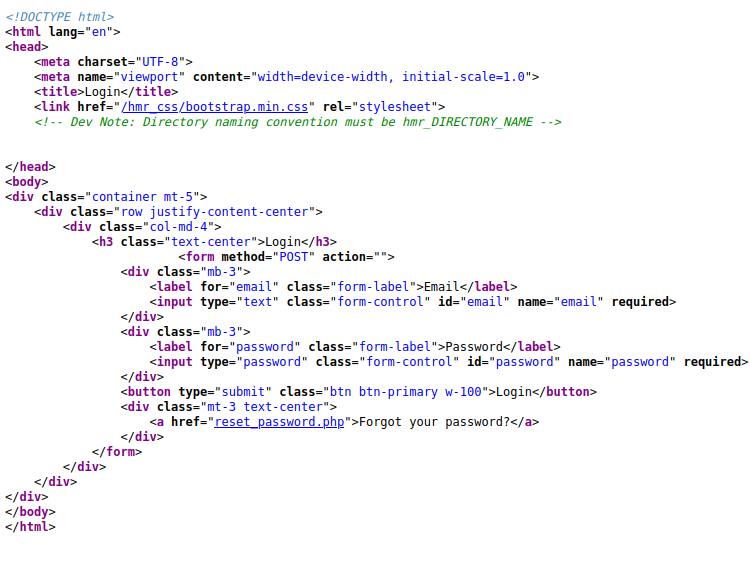 <!DOCTYPE html>
<html lang="en">
<head>
    <meta charset="UTF-8">
    <meta name="viewport" content="width=device-width, initial-scale=1.0">
    <title>Login</title>
    <link href="/hmr_css/bootstrap.min.css" rel="stylesheet">
    <!-- Dev Note: Directory naming convention must be hmr_DIRECTORY_NAME -->
</head>
<body>
<div class="container mt-5">
    <div class="row justify-content-center">
        <div class="col-md-4">
            <h3 class="text-center">Login</h3>
                        <form method="POST" action="">
                <div class="mb-3">
                    <label for="email" class="form-label">Email</label>
                    <input type="text" class="form-control" id="email" name="email" required>
                </div>
                <div class="mb-3">
                    <label for="password" class="form-label">Password</label>
                    <input type="password" class="form-control" id="password" name="password" required>
                </div>
                <button type="submit" class="btn btn-primary w-100">Login</button>
                <div class="mt-3 text-center">
                    <a href="reset_password.php">Forgot your password?</a>
                </div>
            </form>
        </div>
    </div>
</div>
</body>
</html>